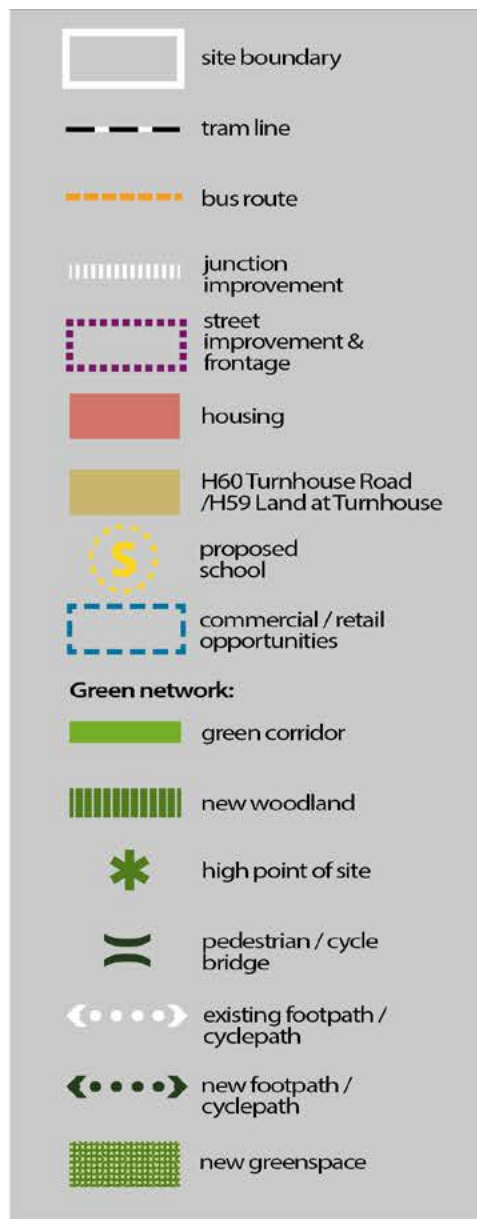 site boundary
tram line
bus route
junction
improvement
street
improvement &
frontage
housing
H60 Turnhouse Road
/H59 Land at Turnhouse
S
proposed
school
commercial / retail
opportunities
Green network:
green corridor
new woodland
high point of site
pedestrian / cycle
bridge
existing footpath /
cyclepath
new footpath /
cyclepath
new greenspace